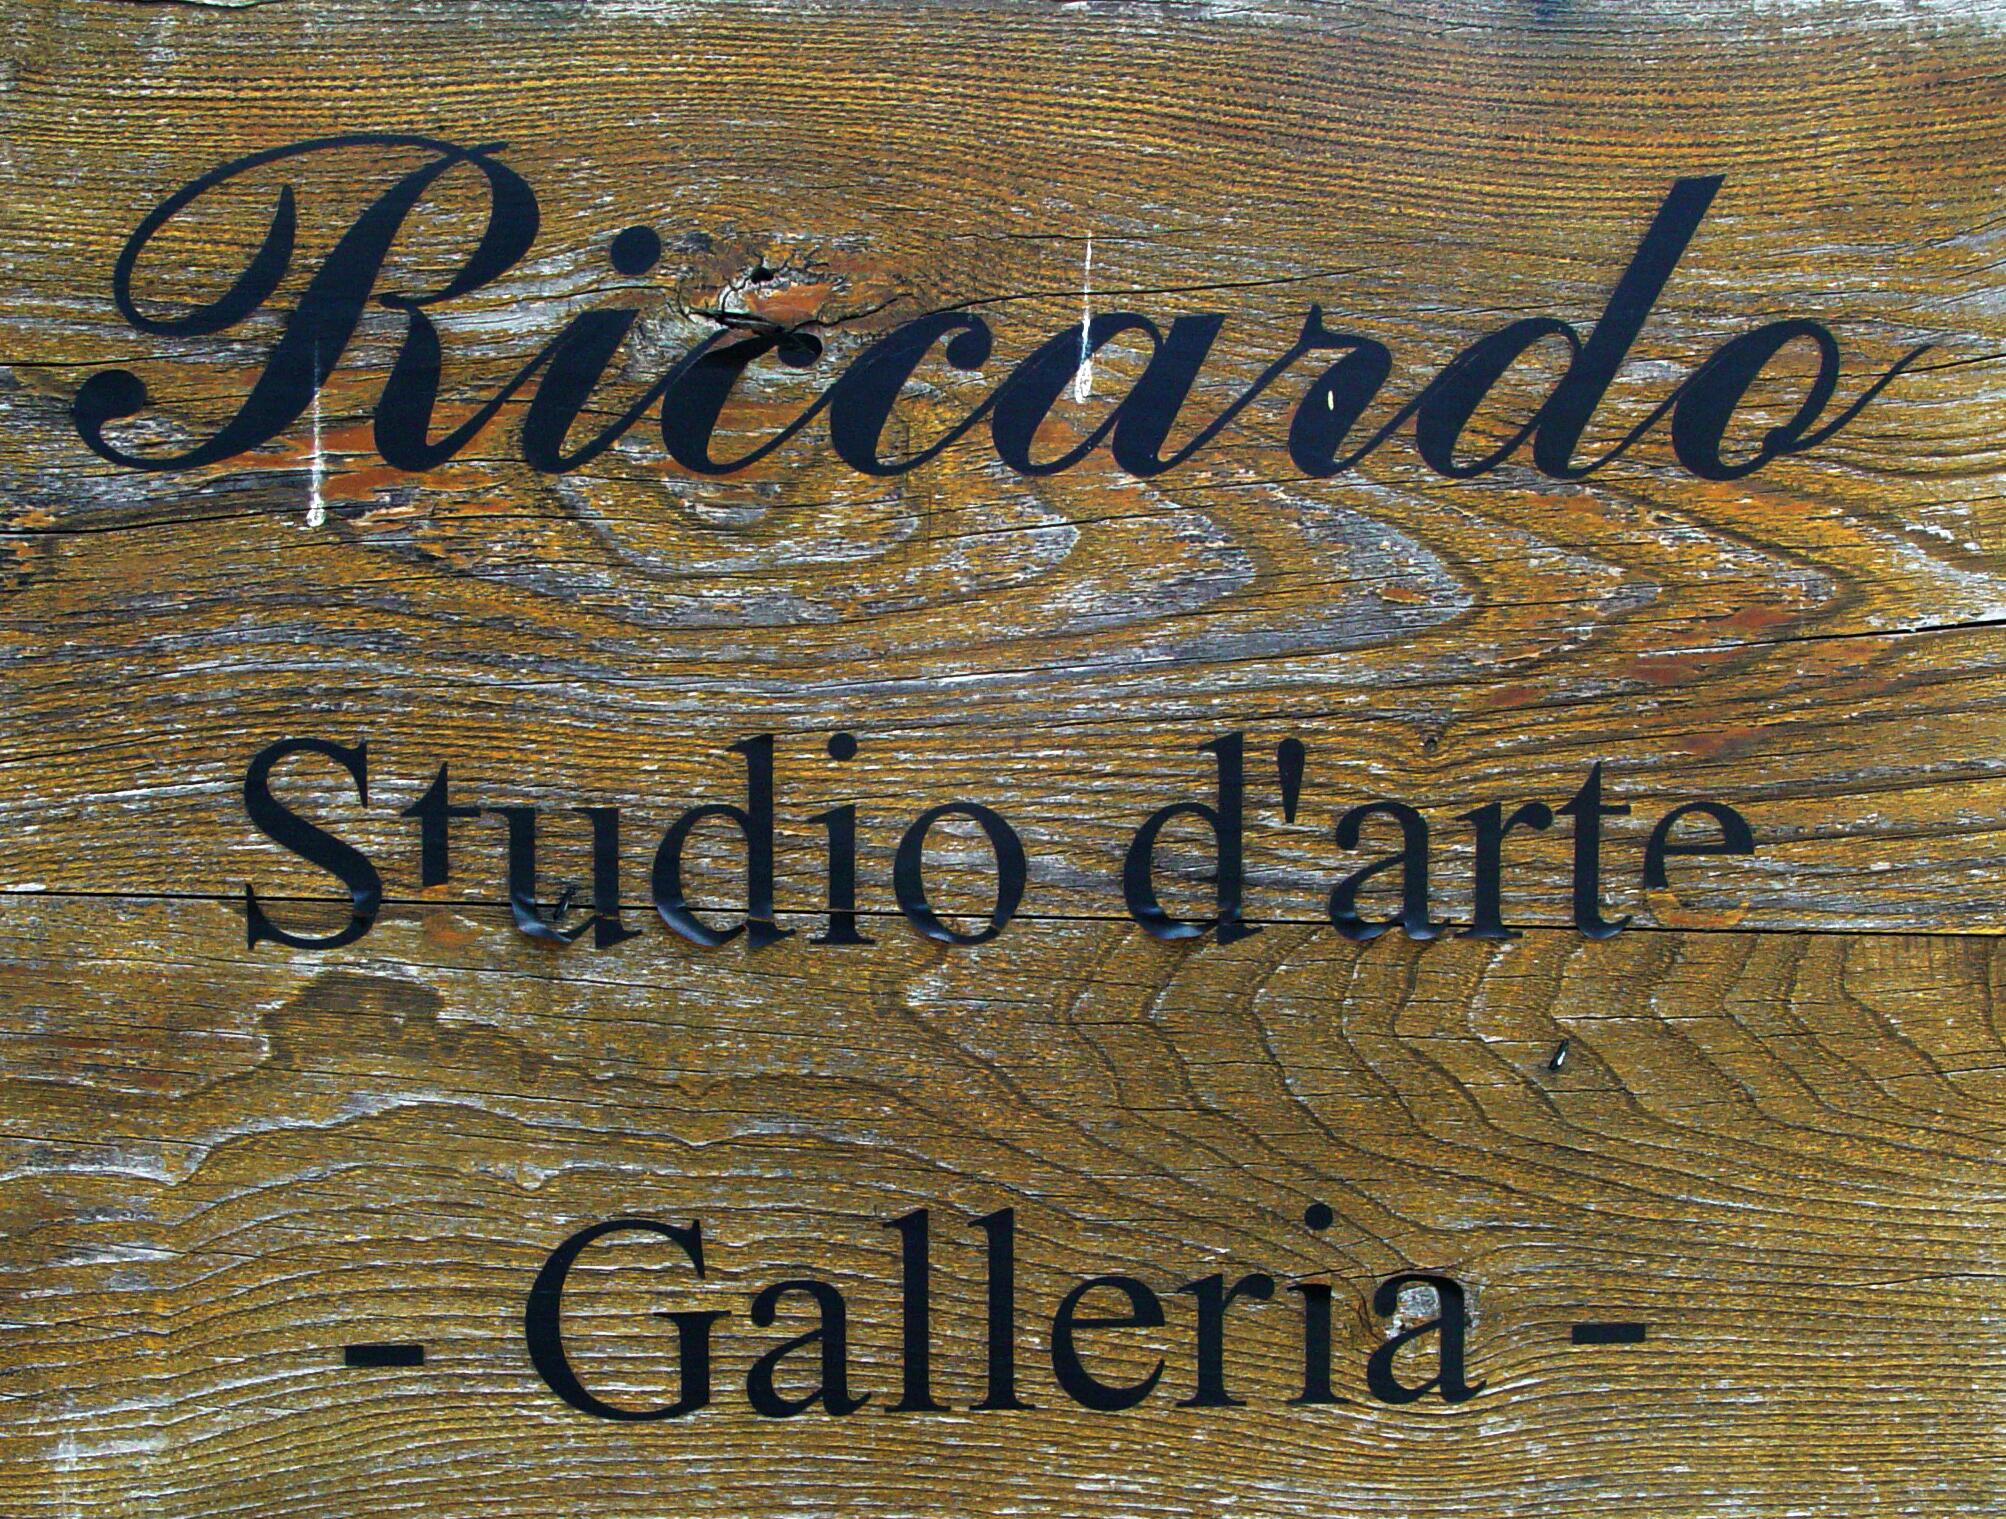 Riccardo
Studio d'arte
- Galleria -